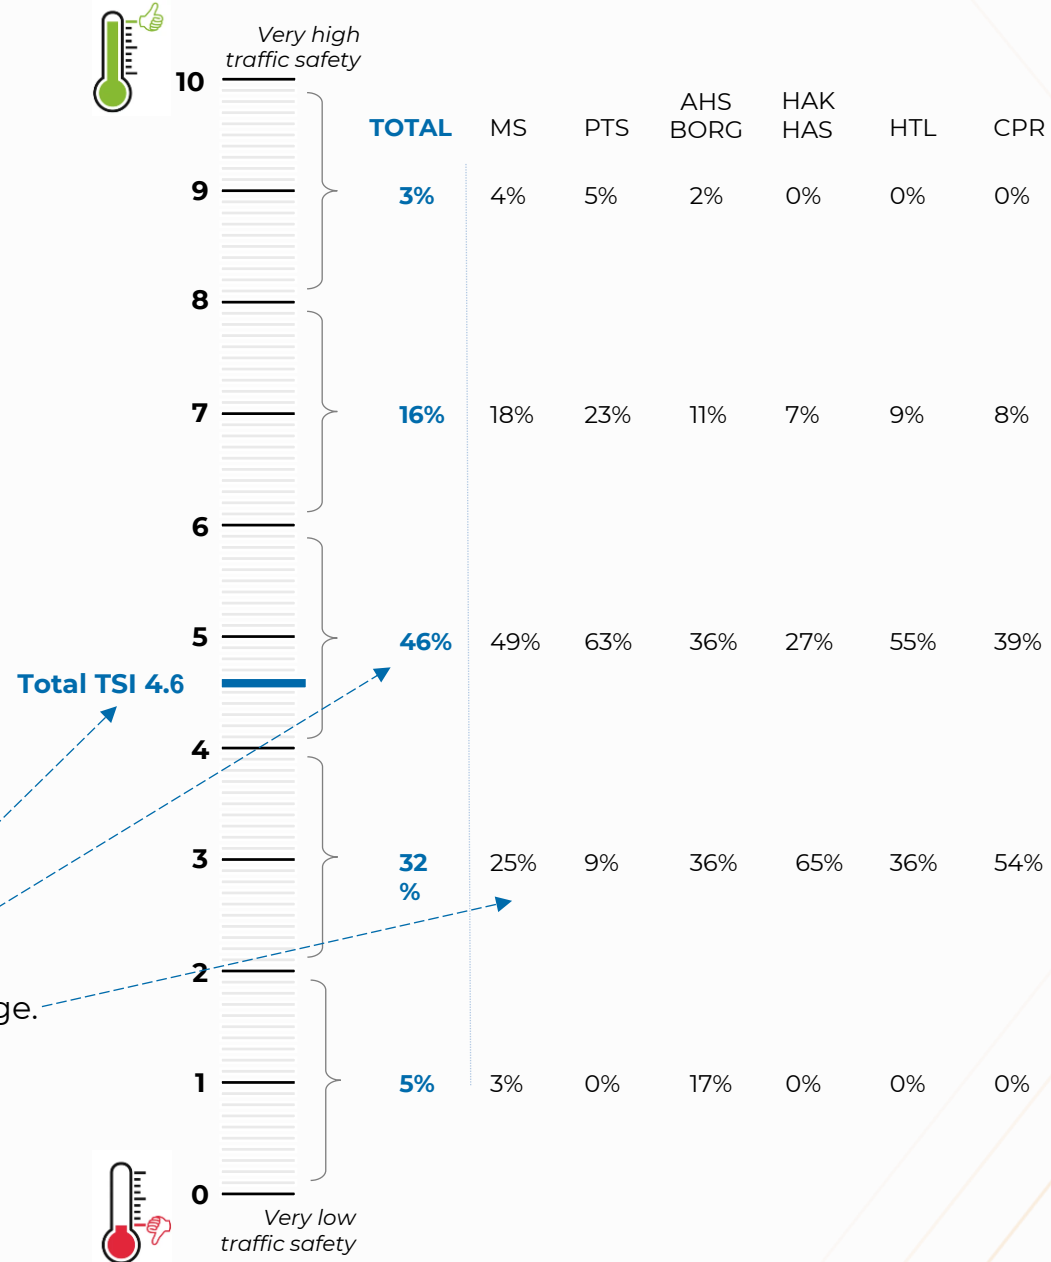 Very high
traffic safety
10
AHS HAK
TOTAL MS PTS BORG HAS HTL CPR
9 3% 4% 5% 2% 0% 0% 0%
8
7 16% 18% 23% 11% 7% 9% 8%
6
5 46% 49% 63% 36% 27% 55% 39%
Total TSI 4.6
4
3 32 25% 9% 36% 65% 36% 54%
%
2
ge.
1 5% 3% 0% 17% 0% 0% 0%
0
Very low
traffic safety